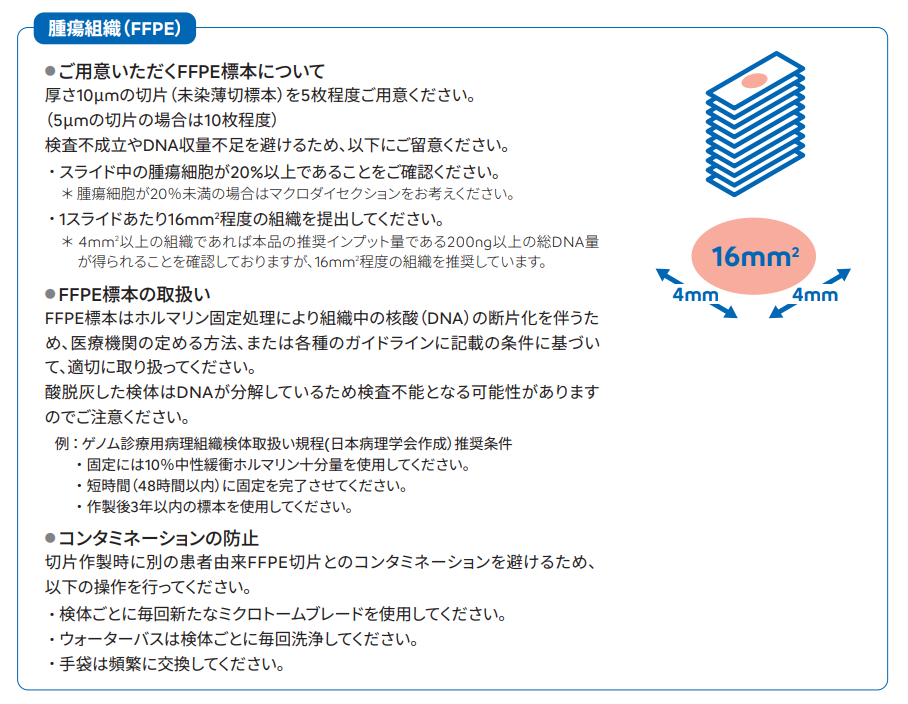 腫瘍組織(FFPE)
●ご用意いただくFFPE標本について
厚さ10μmの切片(未染薄切標本)を5枚程度ご用意ください。
(5μmの切片の場合は10枚程度)
検査不成立やDNA収量不足を避けるため、以下にご留意ください。
・スライド中の腫瘍細胞が20%以上であることをご確認ください。
＊腫瘍細胞が20%未満の場合はマクロダイセクションをお考えください。
・1スライドあたり16mm²程度の組織を提出してください。
＊4mm²以上の組織であれば本品の推奨インプット量である200ng以上の総DNA量
が得られることを確認しておりますが、16mm²程度の組織を推奨しています。
16mm²
4mm 4mm
●FFPE標本の取扱い
FFPE標本はホルマリン固定処理により組織中の核酸(DNA)の断片化を伴うた
め、医療機関の定める方法、または各種のガイドラインに記載の条件に基づい
て、適切に取り扱ってください。
酸脱灰した検体はDNAが分解しているため検査不能となる可能性があります
のでご注意ください。
例：ゲノム診療用病理組織検体取扱い規程(日本病理学会作成)推奨条件
・固定には10%中性緩衝ホルマリン十分量を使用してください。
・短時間(48時間以内)に固定を完了させてください。
・作製後3年以内の標本を使用してください。
●コンタミネーションの防止
切片作製時に別の患者由来FFPE切片とのコンタミネーションを避けるため、
以下の操作を行ってください。
・検体ごとに毎回新たなミクロトームブレードを使用してください。
・ウォーターバスは検体ごとに毎回洗浄してください。
・手袋は頻繁に交換してください。